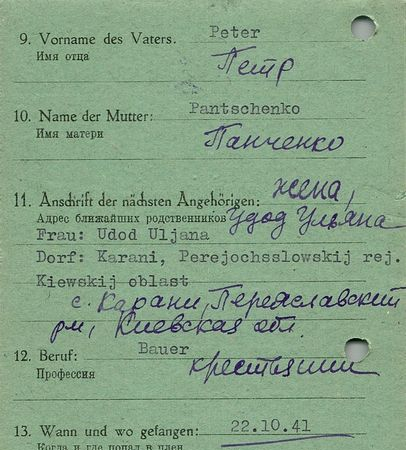 9. Vorname des Vaters. Peter
Имя отца Петр
10. Name der Mutter: Pantschenko
Имя матери Панченко
11. Anschrift der nächsten Angehörigen: жена,
Адрес ближайших родственников Удод Ульяна
Frau: Udod Uljana
Dorf: Karani, Perejochsslowskij rej.
Kiewskij oblast
с. Карани, Переяславский
рн, Киевская обл.
12. Beruf: Bauer
Профессия крестьянин
13. Wann und wo gefangen: 22.10.41
Когда и где попал в плен